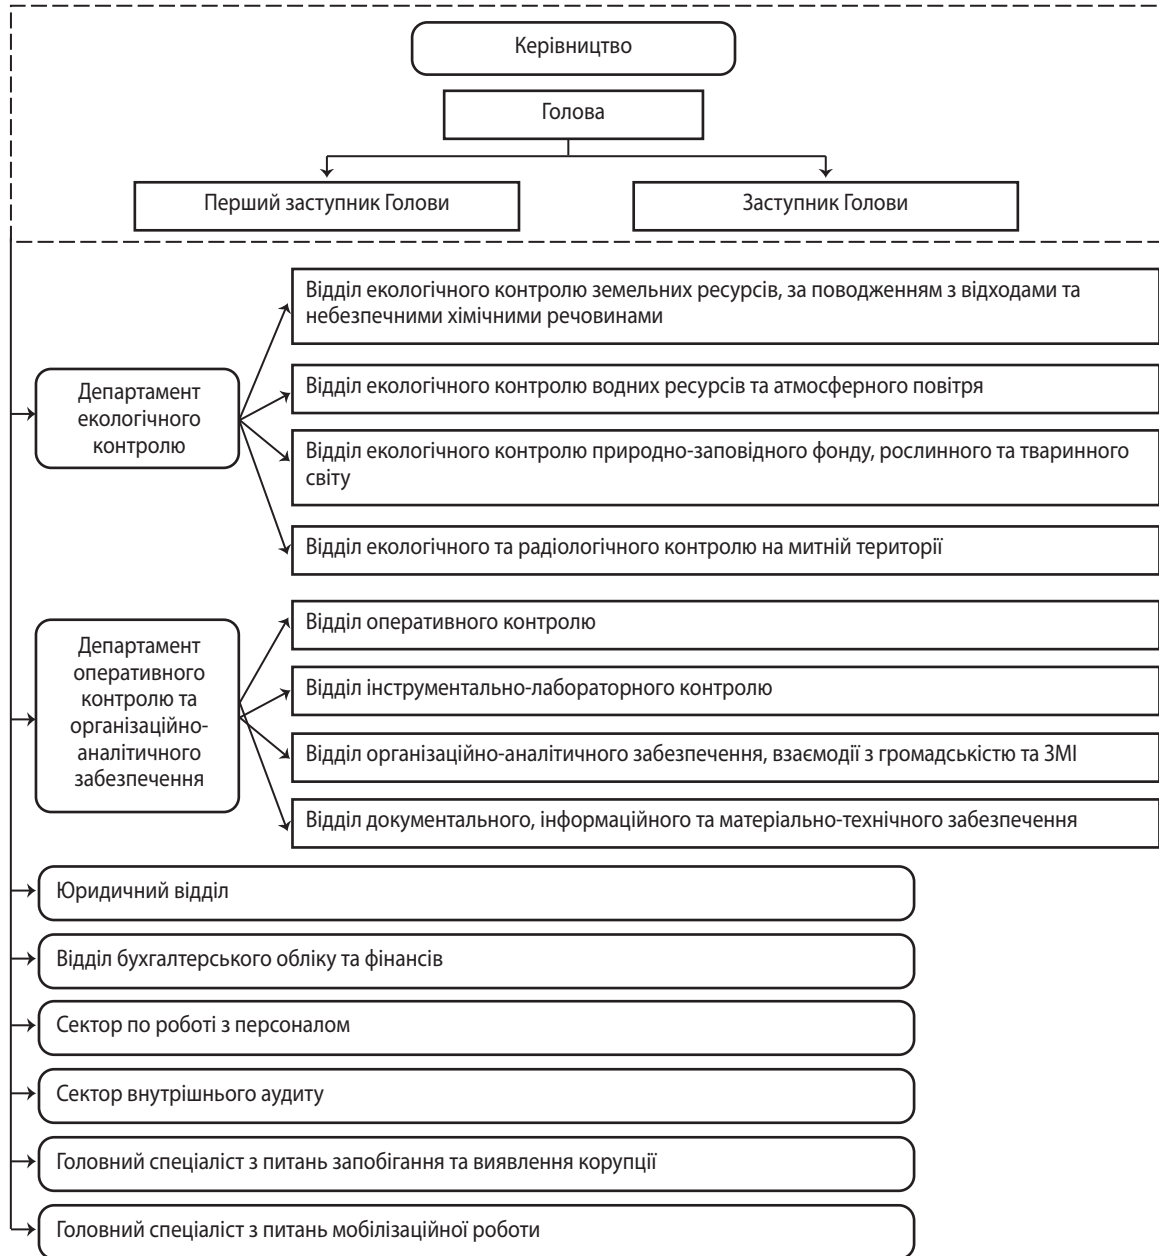 Керівництво
Голова
Перший заступник Голови
Заступник Голови
Відділ екологічного контролю земельних ресурсів, за поводженням з відходами та
небезпечними хімічними речовинами
Департамент
екологічного
контролю
Відділ екологічного контролю водних ресурсів та атмосферного повітря
Відділ екологічного контролю природно-заповідного фонду, рослинного та тваринного
світу
Відділ екологічного та радіологічного контролю на митній території
Департамент
оперативного
контролю та
організаційно-
аналітичного
забезпечення
Відділ оперативного контролю
Відділ інструментально-лабораторного контролю
Відділ організаційно-аналітичного забезпечення, взаємодії з громадськістю та ЗМІ
Відділ документального, інформаційного та матеріально-технічного забезпечення
Юридичний відділ
Відділ бухгалтерського обліку та фінансів
Сектор по роботі з персоналом
Сектор внутрішнього аудиту
Головний спеціаліст з питань запобігання та виявлення корупції
Головний спеціаліст з питань мобілізаційної роботи